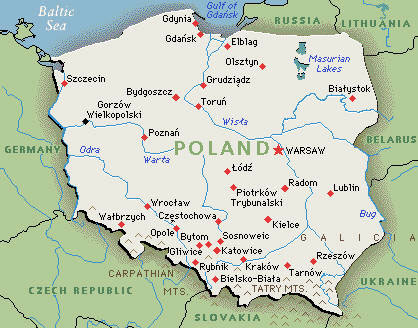 Baltic
Sea
Gulf of
Gdańsk
RUSSIA
LITHUANIA
Gdynia
Gdańsk
Elblag
Olsztyn
Masurian
Lakes
Szczecin
Grudziądz
Bydgoszcz
Białystok
Gorzów
Wielkopolski
Toruń
Wisła
Poznań
BELARUS
GERMANY
Odra
Warta
POLAND
WARSAW
Łódź
Piotrków
Trybunalski
Radom
Lublin
Wrocław
Bug
Wałbrzych
Częstochowa
Kielce
Opole
Bytom
Sosnoweic
GALICIA
Gliwice
Katowice
CARPATHIAN
MTS
Rybnik
Kraków
Rzeszów
Tarnów
Bielsko-Biała
TATRY MTS.
UKRAINE
CZECH REPUBLIC
SLOVAKIA